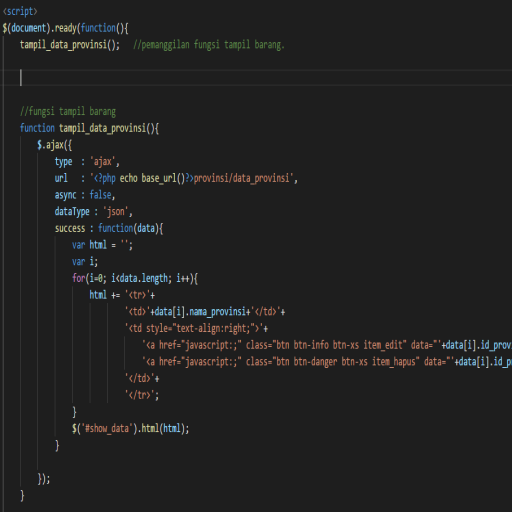 <script>
$(document).ready(function(){
    tampil_data_provinsi();   //pemanggilan fungsi tampil barang.
    //fungsi tampil barang
    function tampil_data_provinsi(){
        $.ajax({
            type  : 'ajax',
            url   : '<?php echo base_url()?>provinsi/data_provinsi',
            async : false,
            dataType : 'json',
            success : function(data){
                var html = '';
                var i;
                for(i=0; i<data.length; i++){
                    html += '<tr>'+
                            '<td>'+data[i].nama_provinsi+'</td>'+
                            '<td style="text-align:right;">'+
                                '<a href="javascript:;" class="btn btn-info btn-xs item_edit" data="'+data[i].id_prov
                                '<a href="javascript:;" class="btn btn-danger btn-xs item_hapus" data="'+data[i].id_p
                            '</td>'+
                            '</tr>';
                }
                $('#show_data').html(html);
            }
        });
    }